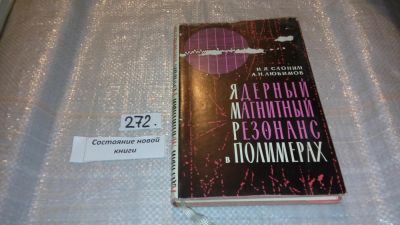 И.Я.СЛОНИМ
А.Н.ЛЮБИМОВ
ЯДЕРНЫЙ
МАГНИТНЫЙ
РЕЗОНАНС
в ПОЛИМЕРАХ
272.
Состояние новой
книги